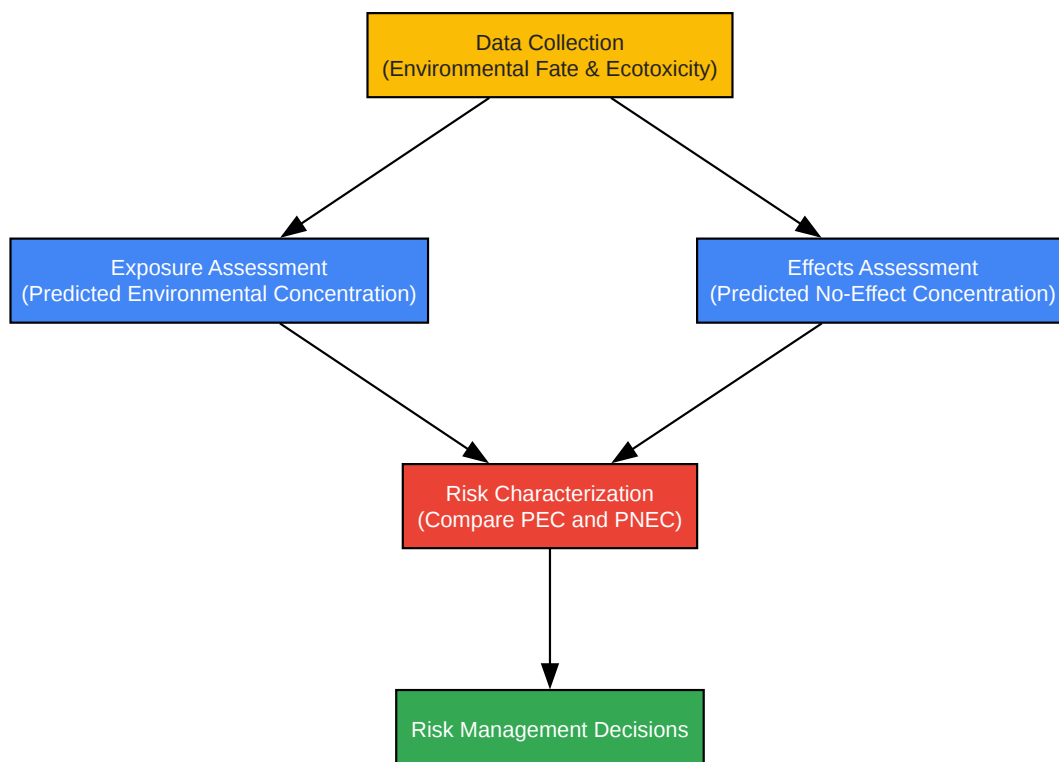 Data Collection
(Environmental Fate & Ecotoxicity)
Exposure Assessment
(Predicted Environmental Concentration)
Effects Assessment
(Predicted No-Effect Concentration)
Risk Characterization
(Compare PEC and PNEC)
Risk Management Decisions